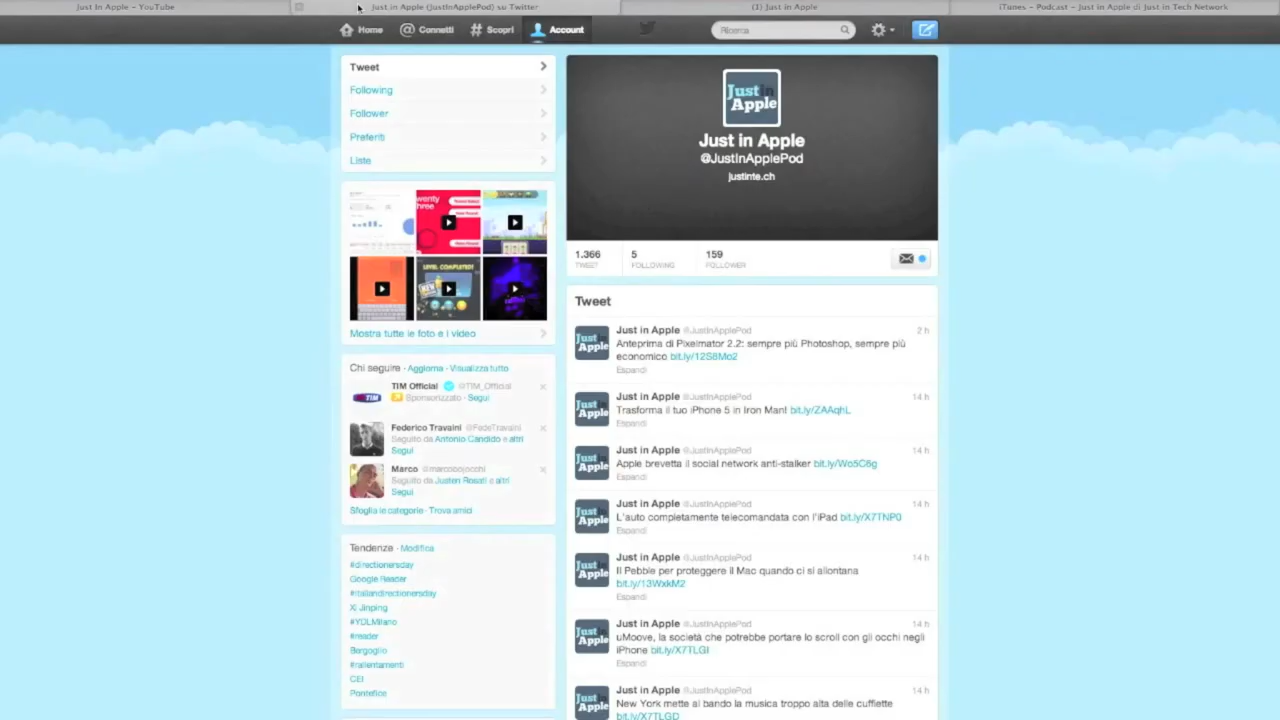 Just In Apple – YouTube
Just in Apple (JustInApplePod) su Twitter
(1) Just in Apple
iTunes – Podcast – Just in Apple di Just in Tech Network
Home
Connetti
Scopri
Account
Ricerca
Tweet
Following
Follower
Preferiti
Liste
Mostra tutte le foto e i video
Chi seguire · Aggiorna · Visualizza tutto
TIM Official @TIM_Official
Sponsorizzato · Segui
Federico Travaini @FedeTravaini
Seguito da Antonio Candido e altri
Segui
Marco @marcobojocchi
Seguito da Justen Rosati e altri
Segui
Sfoglia le categorie · Trova amici
Tendenze · Modifica
#directionersday
Google Reader
#italiandirectionersday
Xi Jinping
#YDLMilano
#reader
Bergoglio
#rallentamenti
CEI
Pontefice
Just in Apple
Just in Apple
@JustInApplePod
justinte.ch
1.366
TWEET
5
FOLLOWING
159
FOLLOWER
Tweet
Just in Apple @JustInApplePod 2 h
Anteprima di Pixelmator 2.2: sempre più Photoshop, sempre più
economico bit.ly/12S8Mo2
Espandi
Just in Apple @JustInApplePod 14 h
Trasforma il tuo iPhone 5 in Iron Man! bit.ly/ZAAqhL
Espandi
Just in Apple @JustInApplePod 14 h
Apple brevetta il social network anti-stalker bit.ly/Wo5C6g
Espandi
Just in Apple @JustInApplePod 14 h
L'auto completamente telecomandata con l'iPad bit.ly/X7TNP0
Espandi
Just in Apple @JustInApplePod 14 h
Il Pebble per proteggere il Mac quando ci si allontana
bit.ly/13WxkM2
Espandi
Just in Apple @JustInApplePod 14 h
uMoove, la società che potrebbe portare lo scroll con gli occhi negli
iPhone bit.ly/X7TLGI
Espandi
Just in Apple @JustInApplePod 14 h
New York mette al bando la musica troppo alta delle cuffiette
bit.ly/X7TLGD